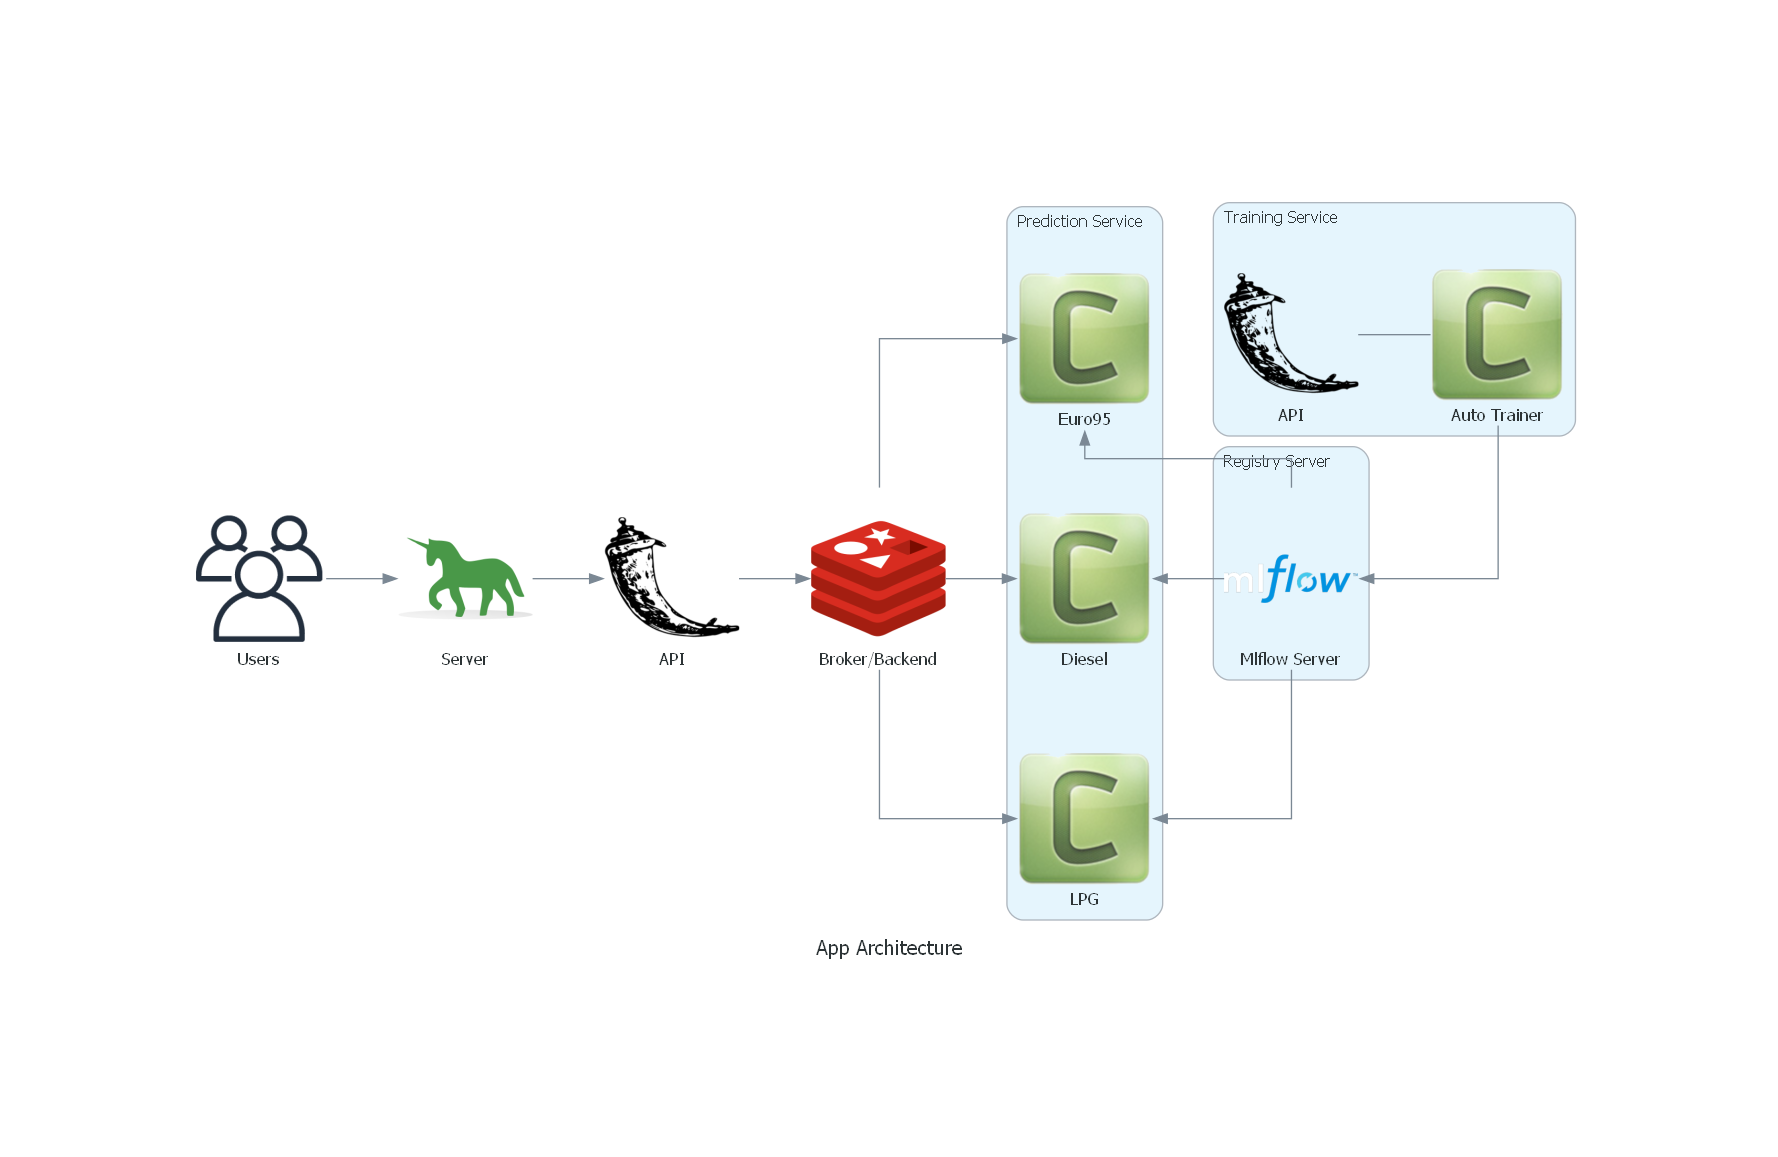 Prediction Service
Training Service
Euro95
API
Auto Trainer
Registry Server
mlflow™
Users
Server
API
Broker/Backend
Diesel
Mlflow Server
LPG
App Architecture